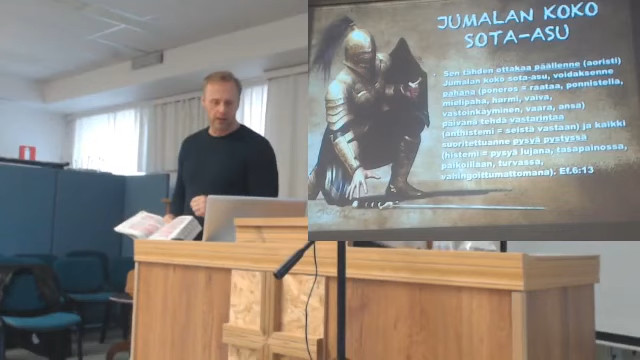 JUMALAN KOKO
SOTA-ASU
Sen tähden ottakaa päällenne (aoristi)
Jumalan koko sota-asu, voidaksenne
pahana (poneros = raataa, ponnistella,
mielipaha, harmi, vaiva,
vastoinkäyminen, vaara, ansa)
päivänä tehdä vastarintaa
(anthistemi = seistä vastaan) ja kaikki
suoritettuanne pysyä pystyssä
(histemi = pysyä lujana, tasapainossa,
paikoillaan, turvassa,
vahingoittumattomana). Ef.6:13